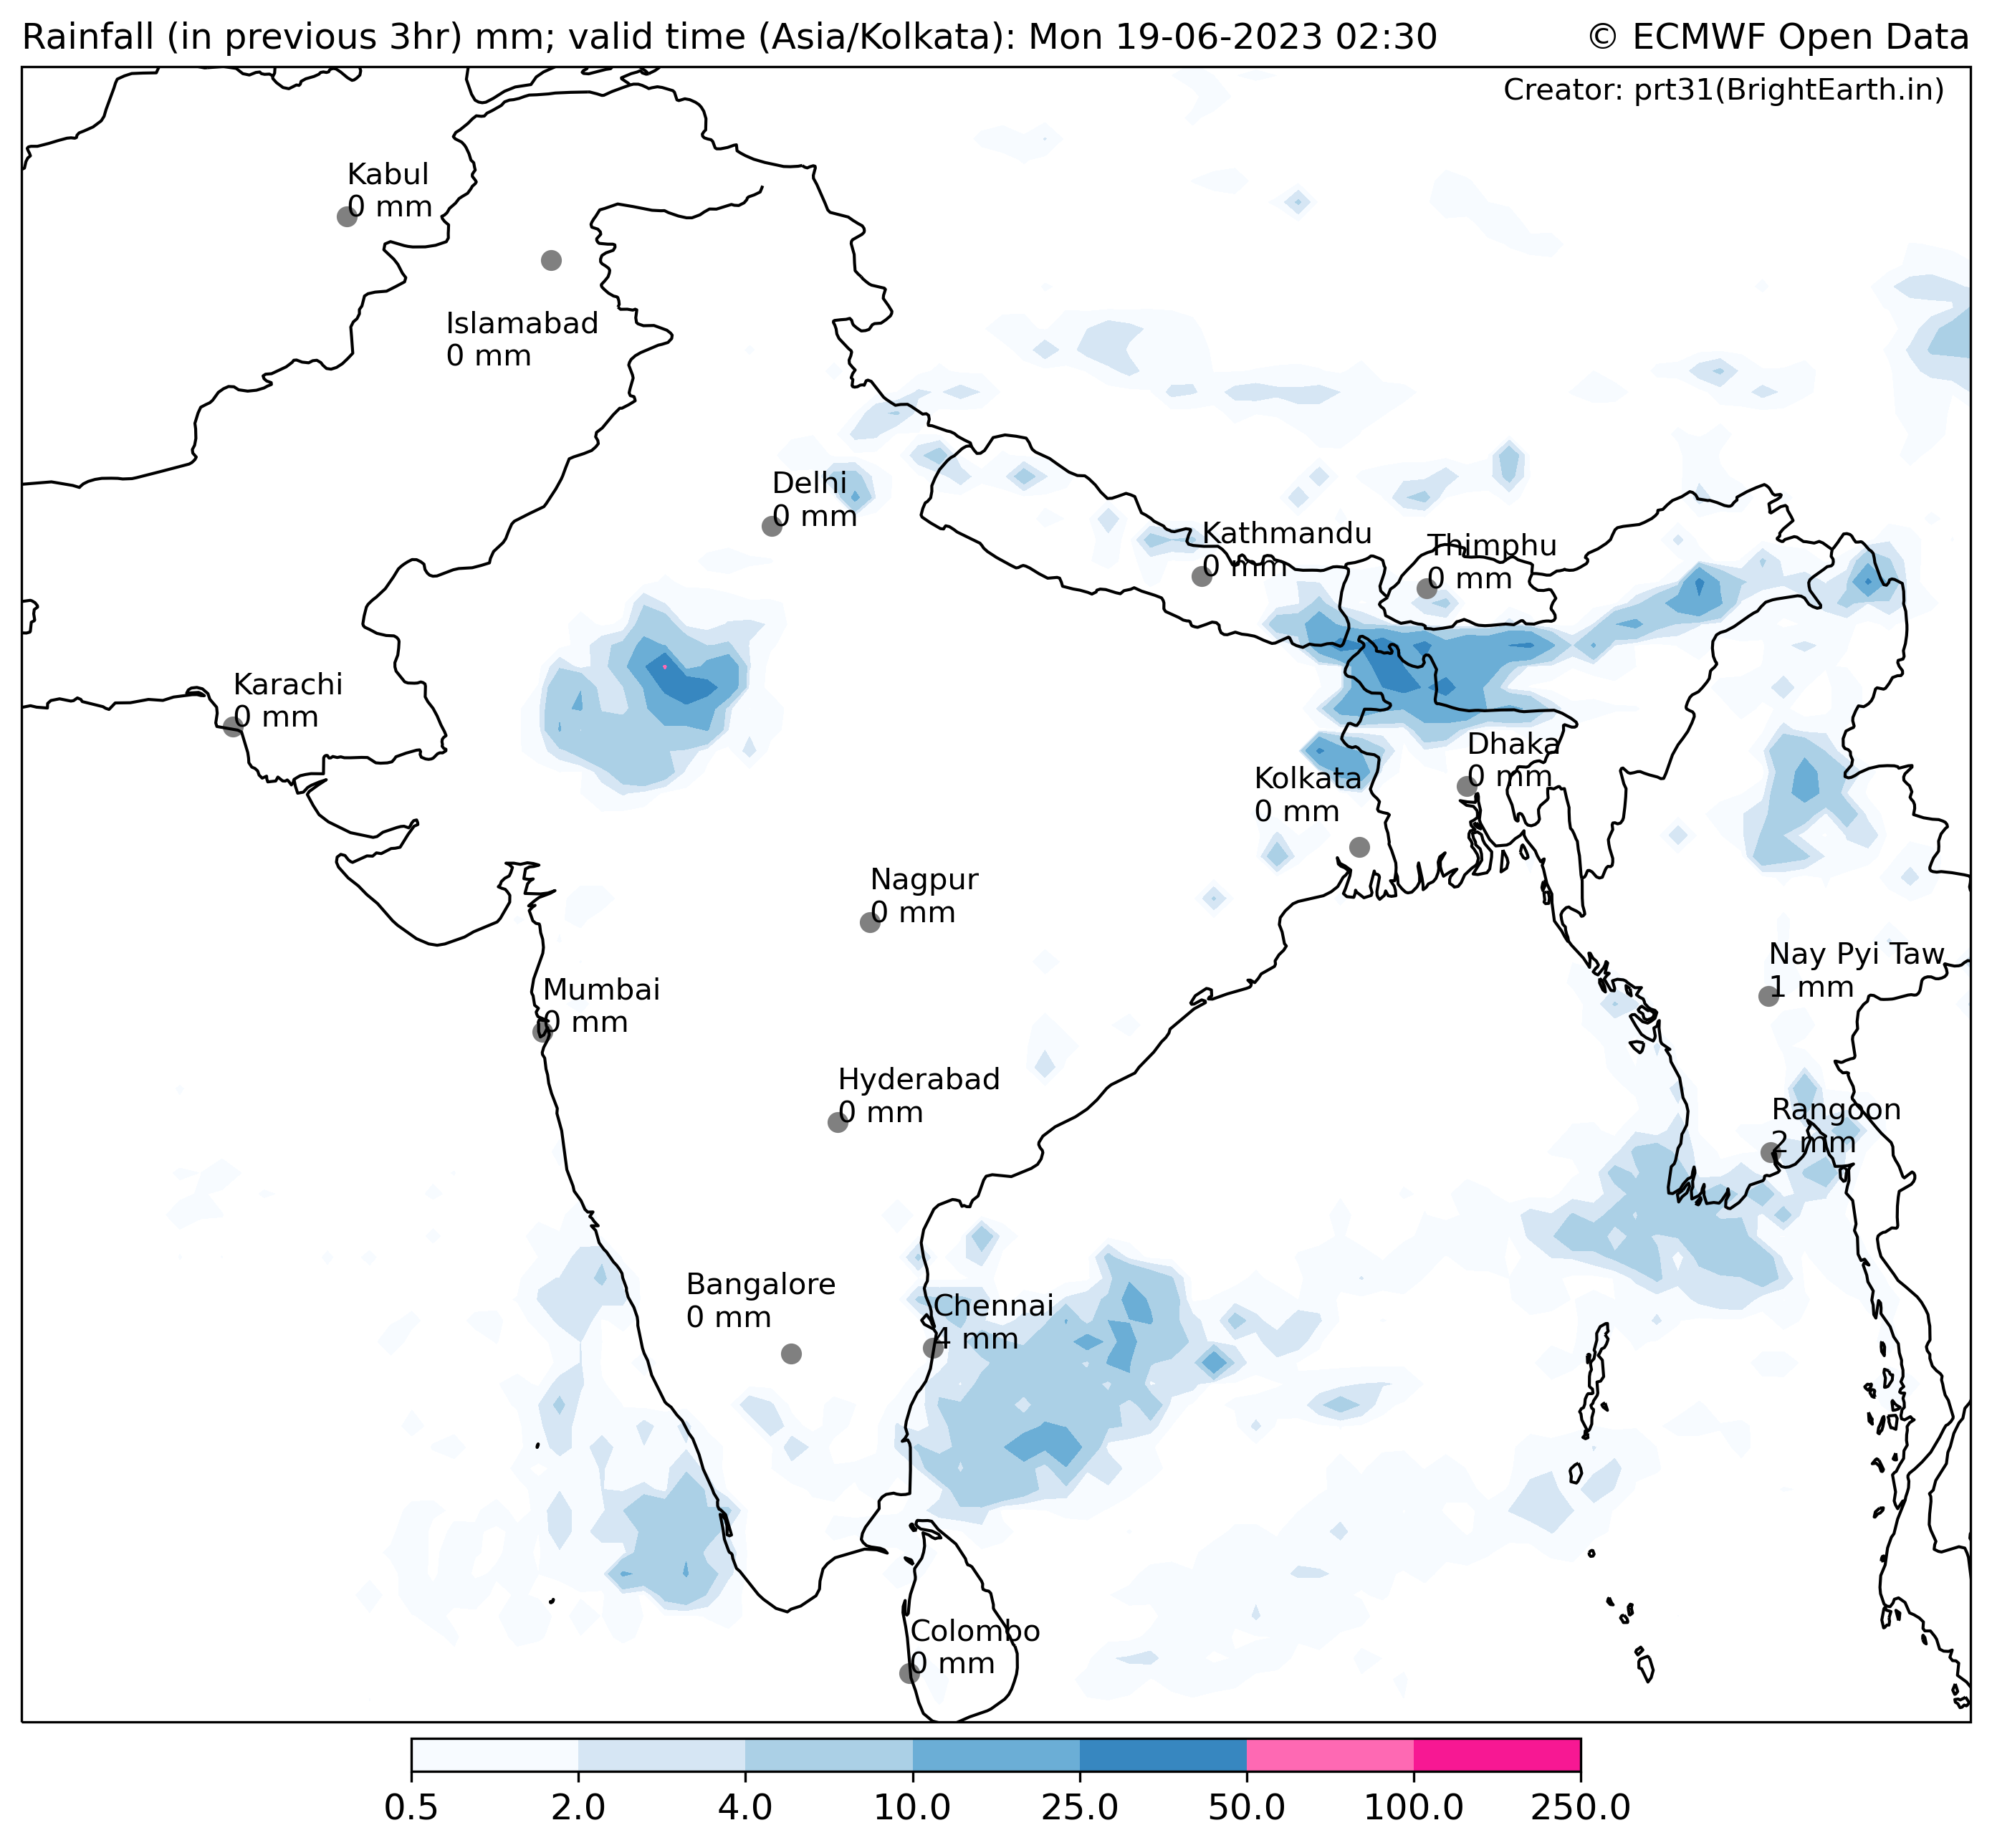 Rainfall (in previous 3hr) mm; valid time (Asia/Kolkata): Mon 19-06-2023 02:30
© ECMWF Open Data
Creator: prt31(BrightEarth.in)
Kabul
0 mm
Islamabad
0 mm
Delhi
0 mm
Kathmandu
0 mm
Thimphu
0 mm
Karachi
0 mm
Dhaka
0 mm
Kolkata
0 mm
Nagpur
0 mm
Nay Pyi Taw
1 mm
Mumbai
0 mm
Hyderabad
0 mm
Rangoon
2 mm
Bangalore
0 mm
Chennai
4 mm
Colombo
0 mm
0.5 2.0 4.0 10.0 25.0 50.0 100.0 250.0